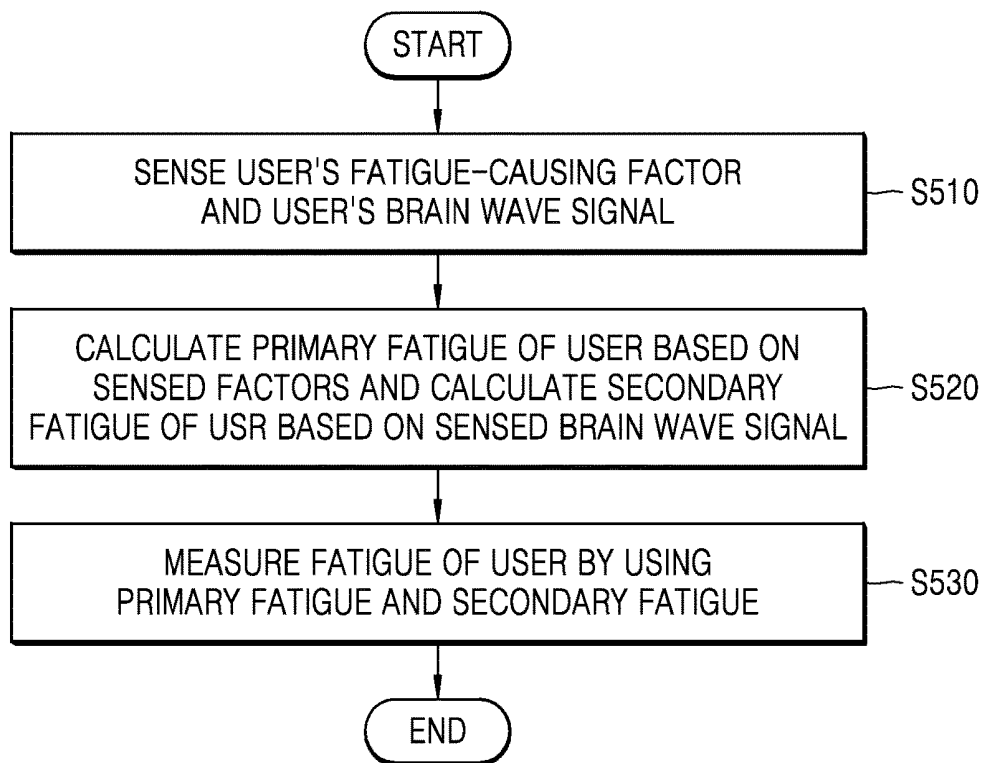 START
SENSE USER'S FATIGUE-CAUSING FACTOR
AND USER'S BRAIN WAVE SIGNAL
S510
CALCULATE PRIMARY FATIGUE OF USER BASED ON
SENSED FACTORS AND CALCULATE SECONDARY
FATIGUE OF USR BASED ON SENSED BRAIN WAVE SIGNAL
S520
MEASURE FATIGUE OF USER BY USING
PRIMARY FATIGUE AND SECONDARY FATIGUE
S530
END